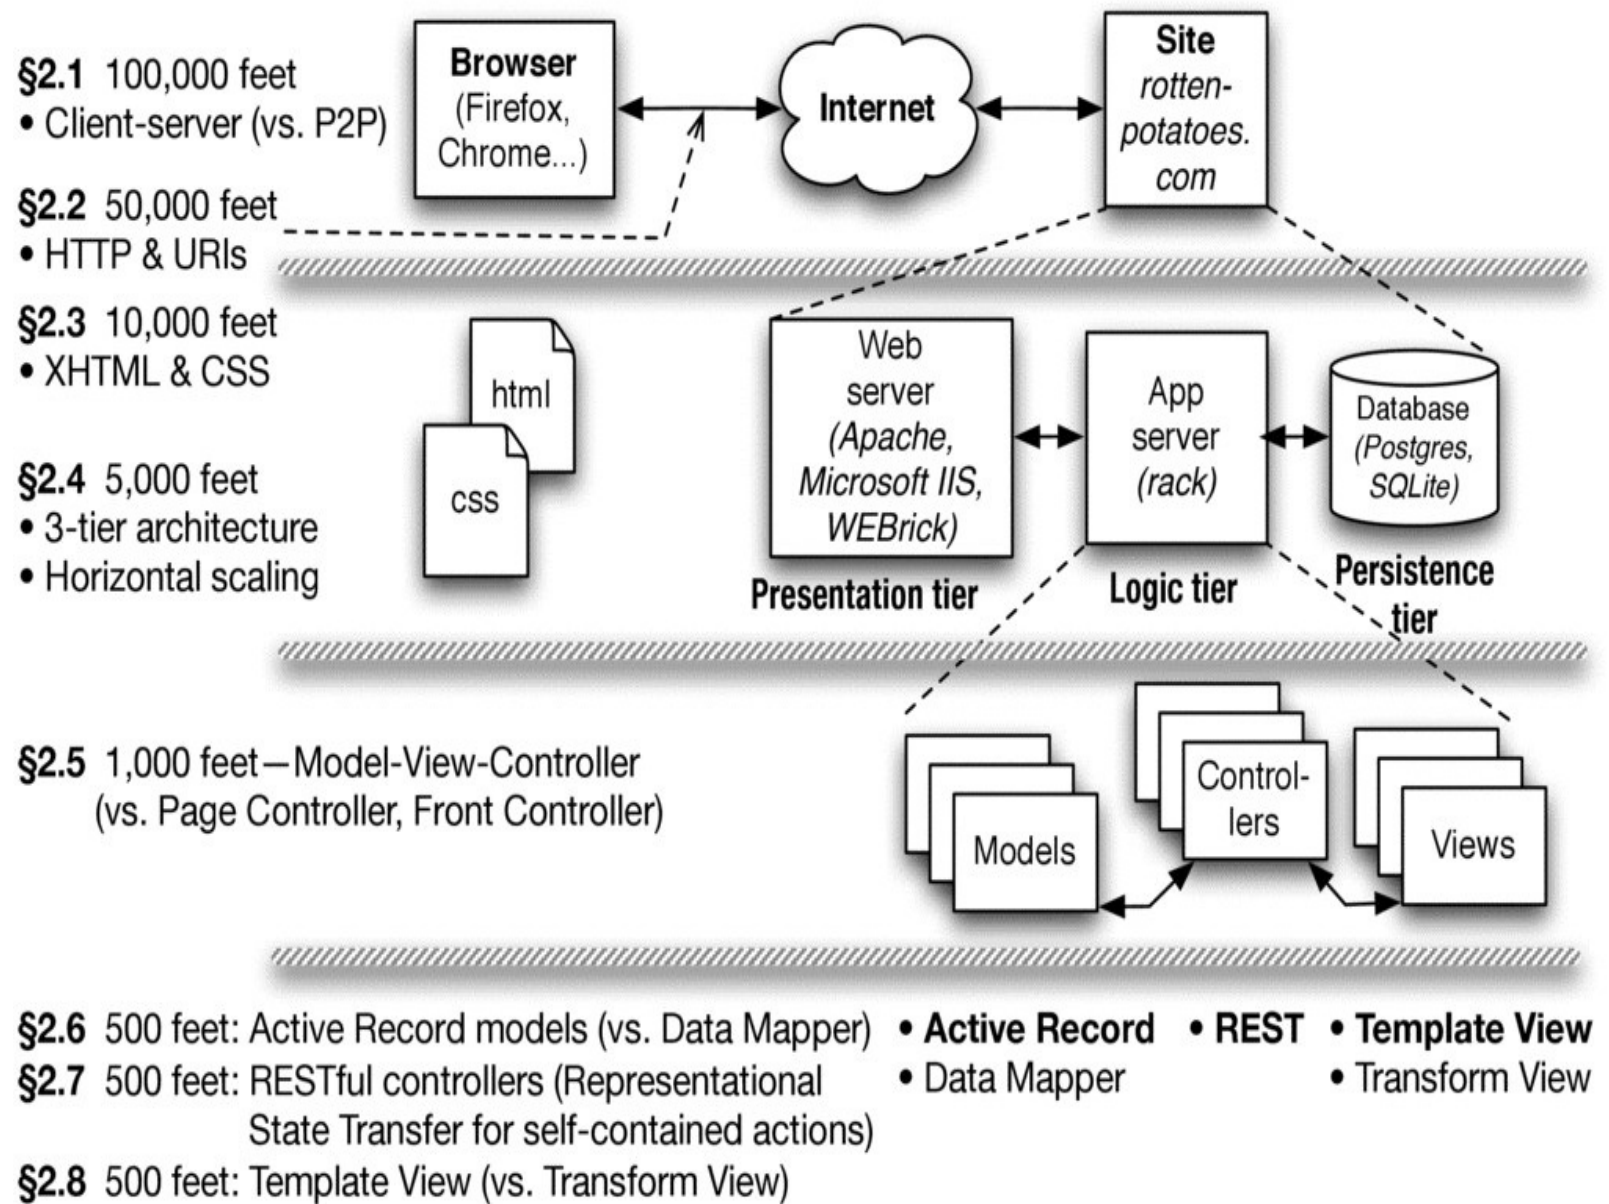 §2.1 100,000 feet
• Client-server (vs. P2P)
§2.2 50,000 feet
• HTTP & URIs
Browser
(Firefox,
Chrome...)
Internet
Site
rotten-
potatoes.
com
§2.3 10,000 feet
• XHTML & CSS
§2.4 5,000 feet
• 3-tier architecture
• Horizontal scaling
html
css
Web
server
(Apache,
Microsoft IIS,
WEBrick)
Presentation tier
App
server
(rack)
Logic tier
Database
(Postgres,
SQLite)
Persistence
tier
§2.5 1,000 feet—Model-View-Controller
(vs. Page Controller, Front Controller)
Models
Control-
lers
Views
§2.6 500 feet: Active Record models (vs. Data Mapper)
§2.7 500 feet: RESTful controllers (Representational
State Transfer for self-contained actions)
§2.8 500 feet: Template View (vs. Transform View)
• Active Record
• Data Mapper
• REST
• Template View
• Transform View